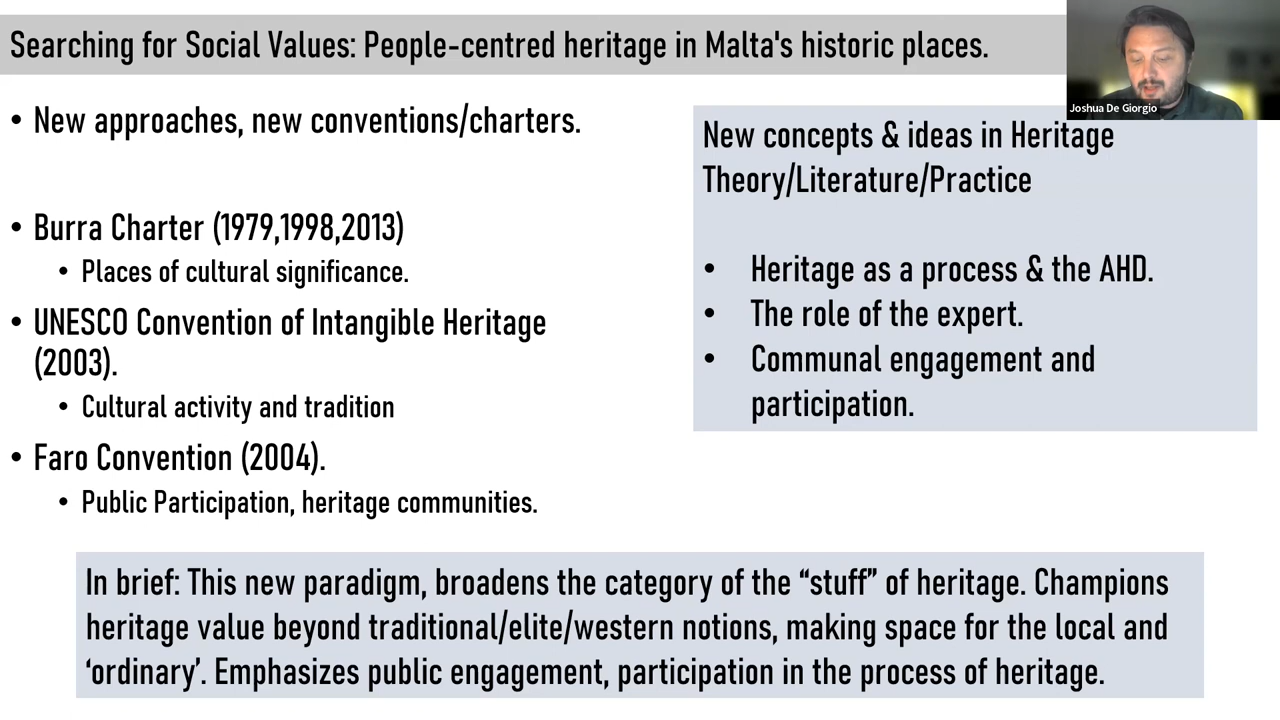 Searching for Social Values: People-centred heritage in Malta's historic places.
Joshua De Giorgio
• New approaches, new conventions/charters.
• Burra Charter (1979,1998,2013)
• Places of cultural significance.
• UNESCO Convention of Intangible Heritage
(2003).
• Cultural activity and tradition
• Faro Convention (2004).
• Public Participation, heritage communities.
New concepts & ideas in Heritage
Theory/Literature/Practice
• Heritage as a process & the AHD.
• The role of the expert.
• Communal engagement and
participation.
In brief: This new paradigm, broadens the category of the “stuff” of heritage. Champions
heritage value beyond traditional/elite/western notions, making space for the local and
‘ordinary’. Emphasizes public engagement, participation in the process of heritage.